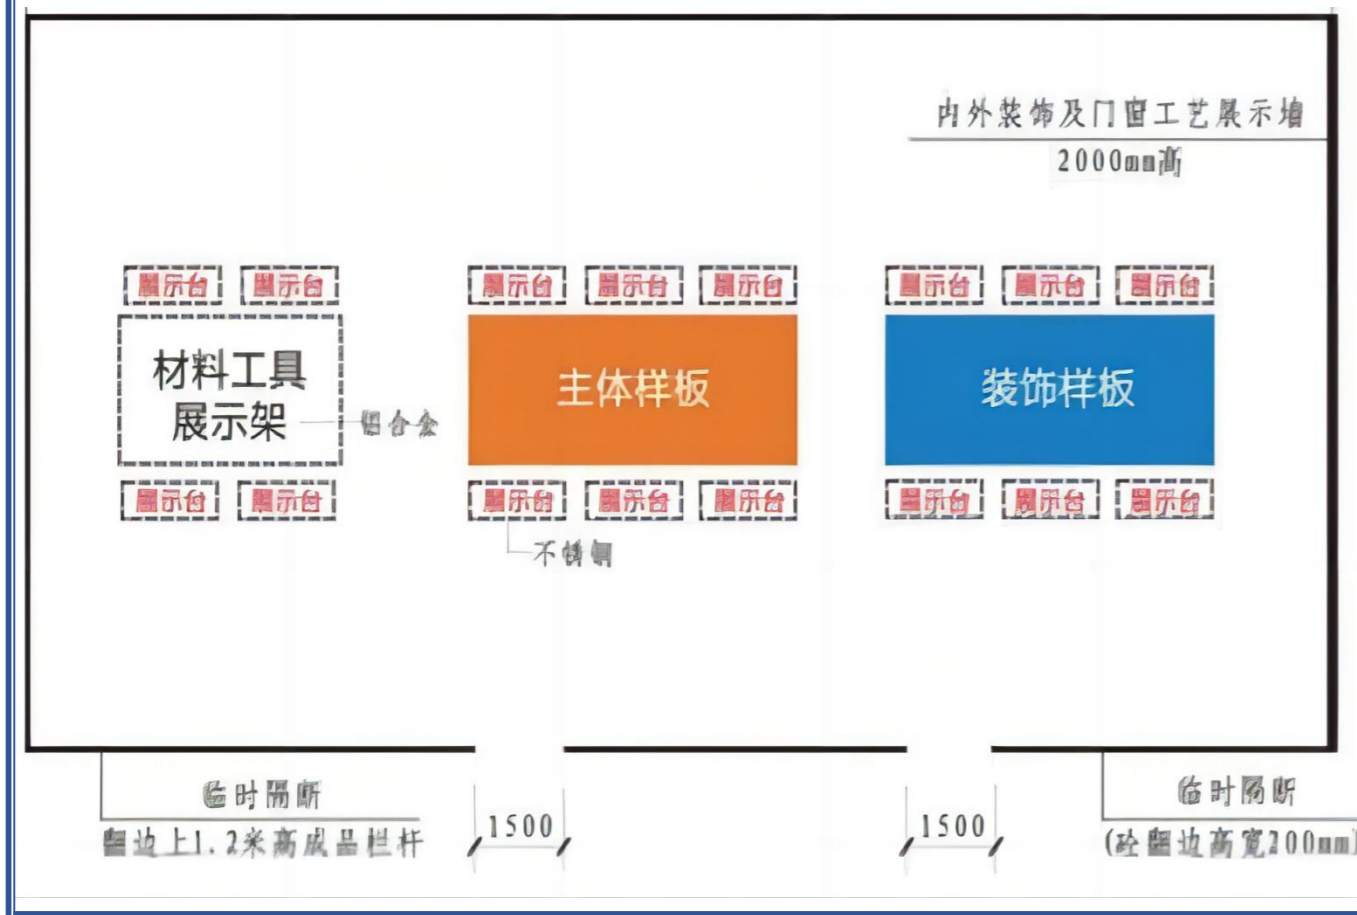 内外装饰及门窗工艺展示墙
2000mm高
展示台 展示台 展示台 展示台 展示台 展示台 展示台 展示台
材料工具
展示架
铝合金
主体样板
装饰样板
展示台 展示台 展示台 展示台 展示台 展示台 展示台 展示台
不锈钢
临时隔断
翻边上1.2米高成品栏杆
1500
1500
临时隔断
(砼翻边高宽200mm)